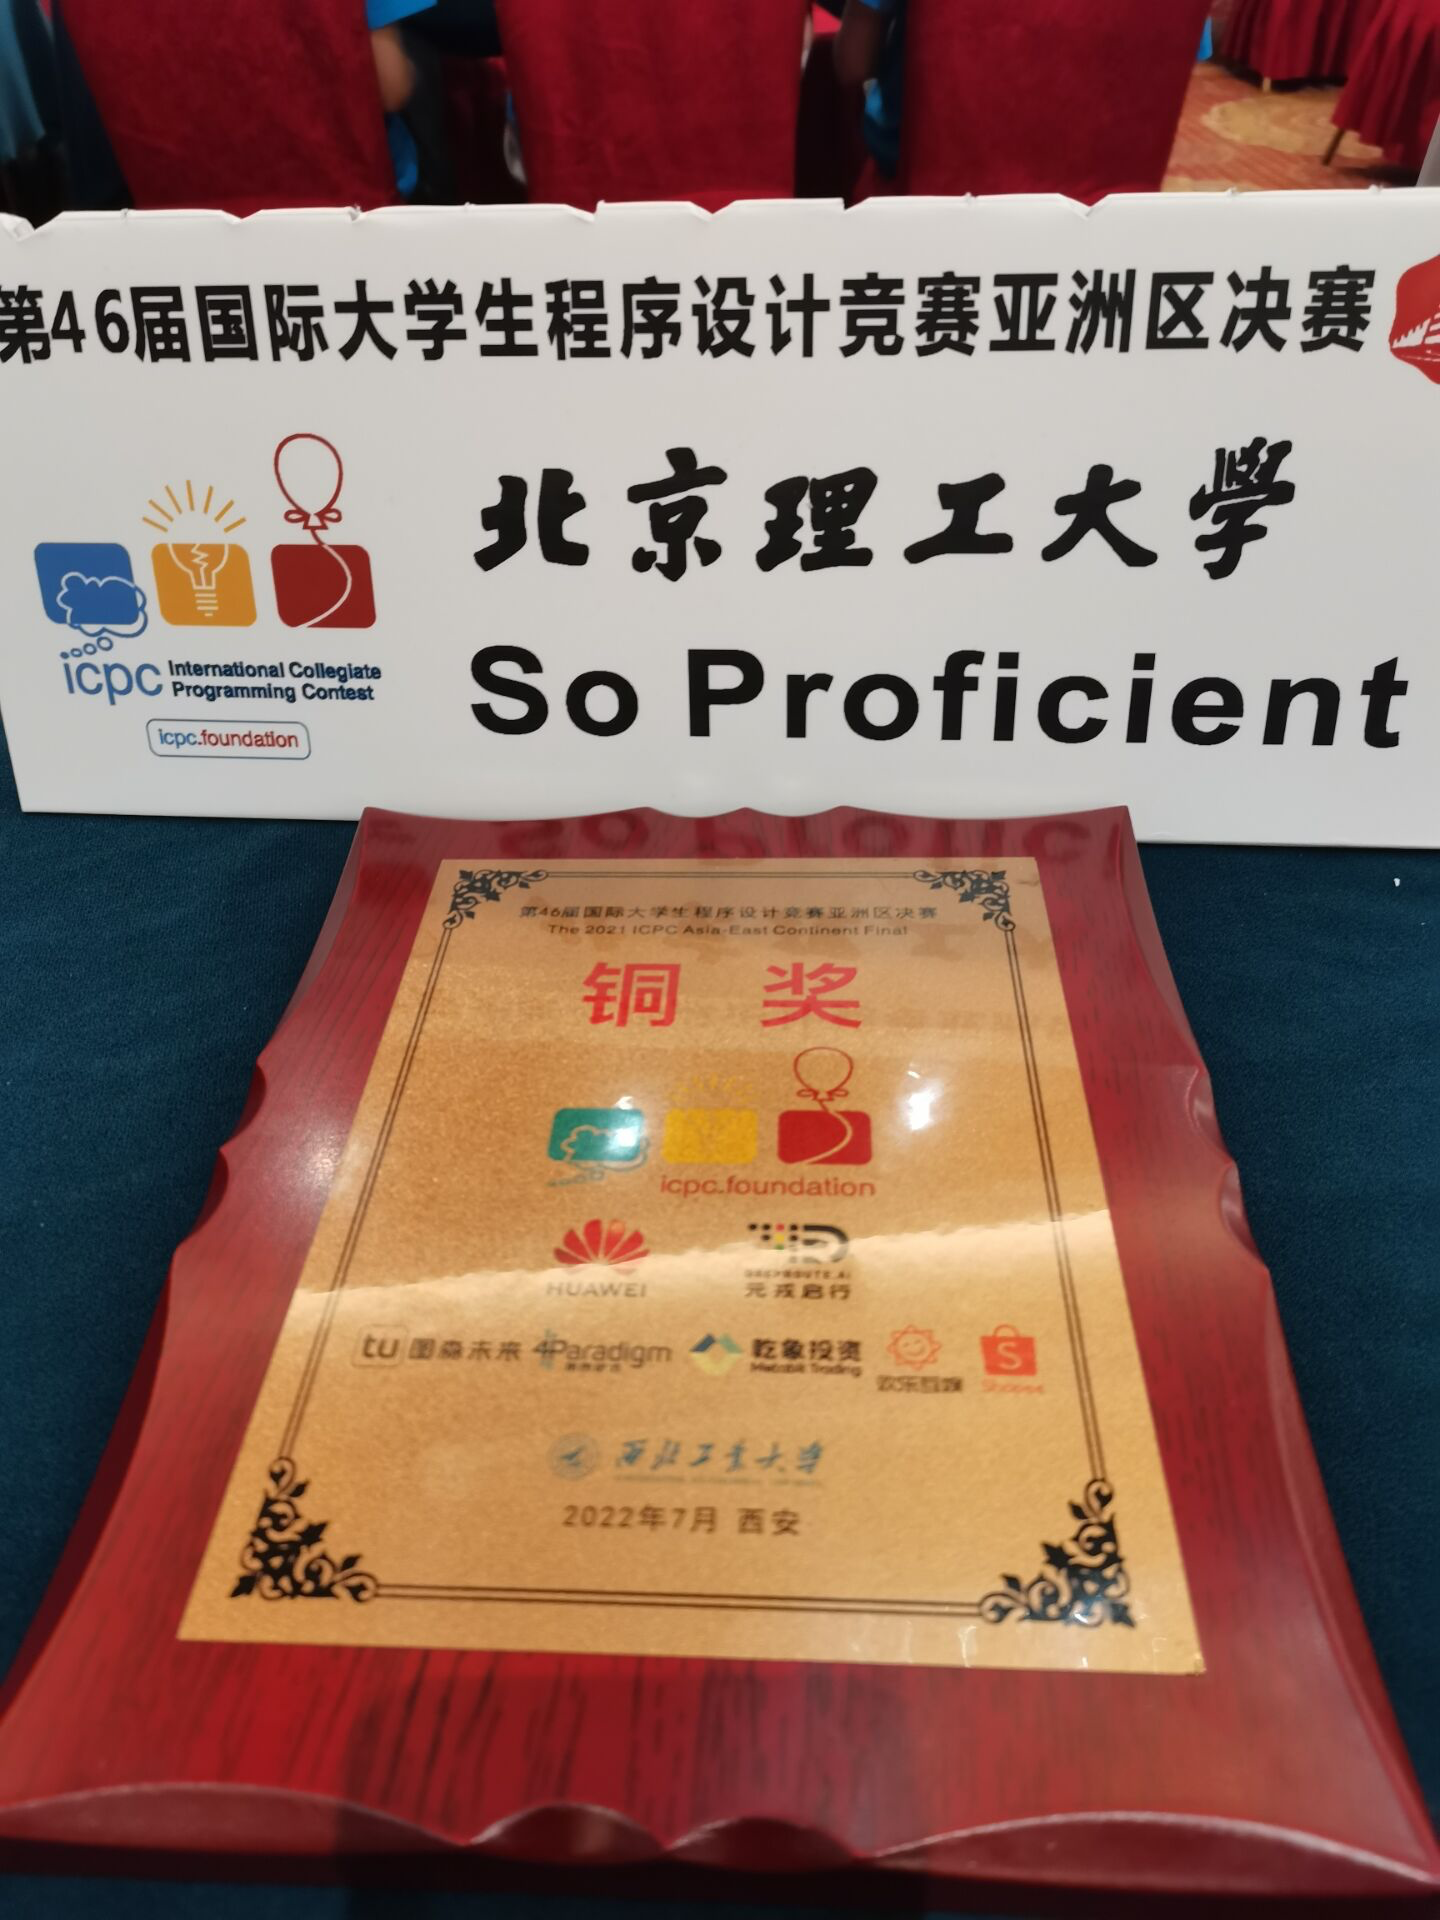 第46届国际大学生程序设计竞赛亚洲区决赛
北京理工大学
So Proficient
icpc International Collegiate
Programming Contest
icpc.foundation
第46届国际大学生程序设计竞赛亚洲区决赛
The 2021 ICPC Asia-East Continent Final
铜 奖
icpc.foundation
HUAWEI
DEEPROUTE.AI
元戎启行
tu 图森未来
4Paradigm
乾象投资
Metabit Trading
欢乐互娱
S
Shopee
西北工业大学
2022年7月 西安